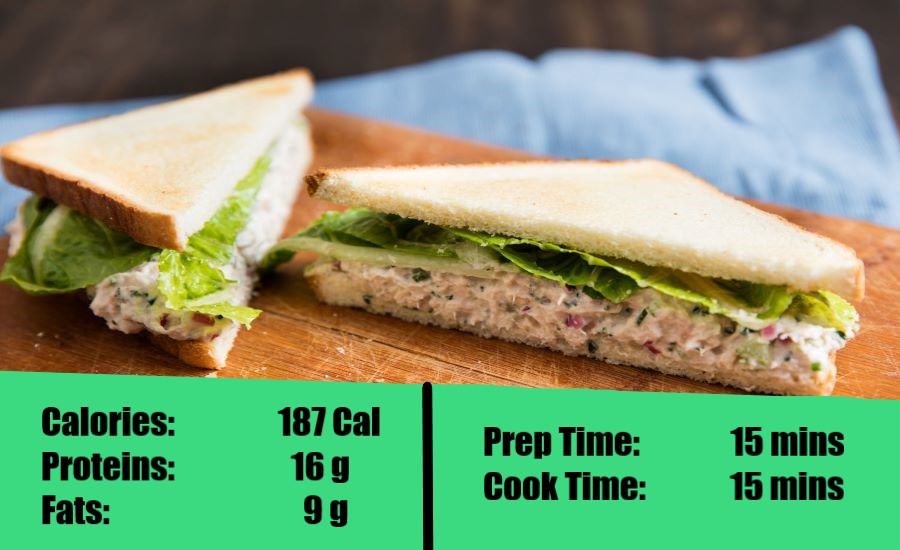 Calories: 187 Cal
Proteins: 16 g
Fats: 9 g
Prep Time: 15 mins
Cook Time: 15 mins